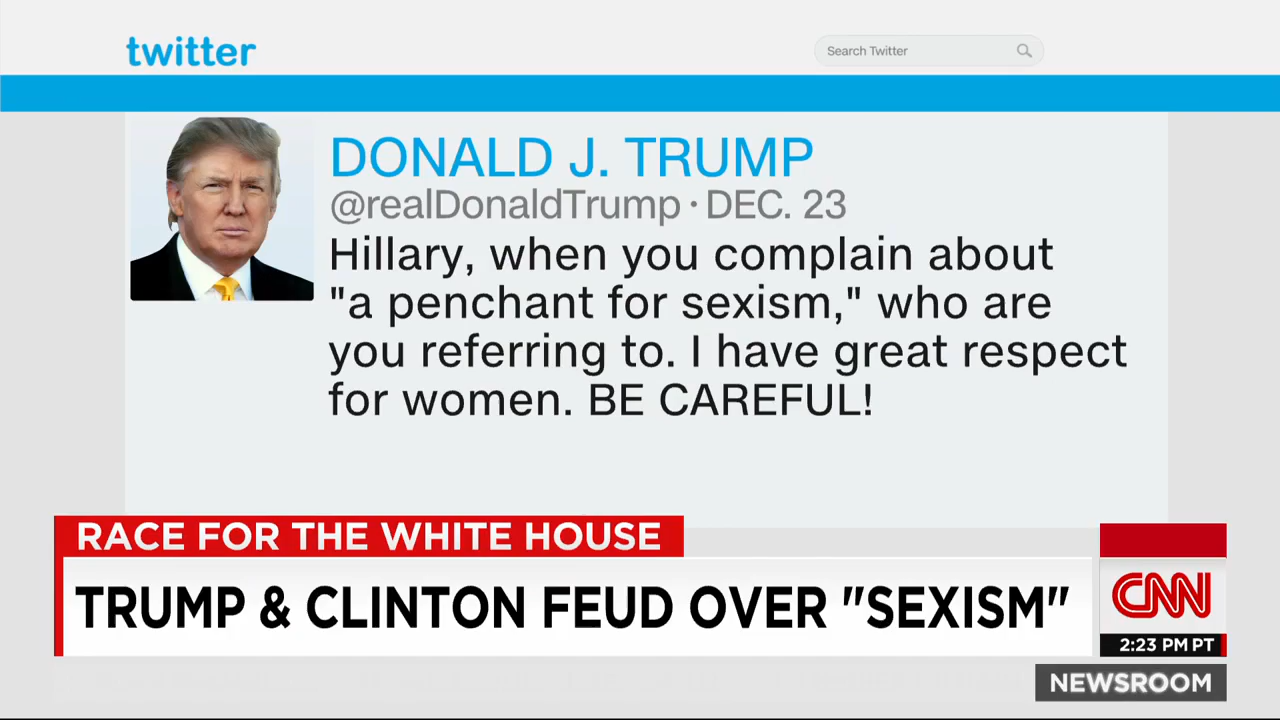 twitter
Search Twitter
DONALD J. TRUMP
@realDonaldTrump · DEC. 23
Hillary, when you complain about
"a penchant for sexism," who are
you referring to. I have great respect
for women. BE CAREFUL!
RACE FOR THE WHITE HOUSE
TRUMP & CLINTON FEUD OVER "SEXISM"
CNN
2:23 PM PT
NEWSROOM